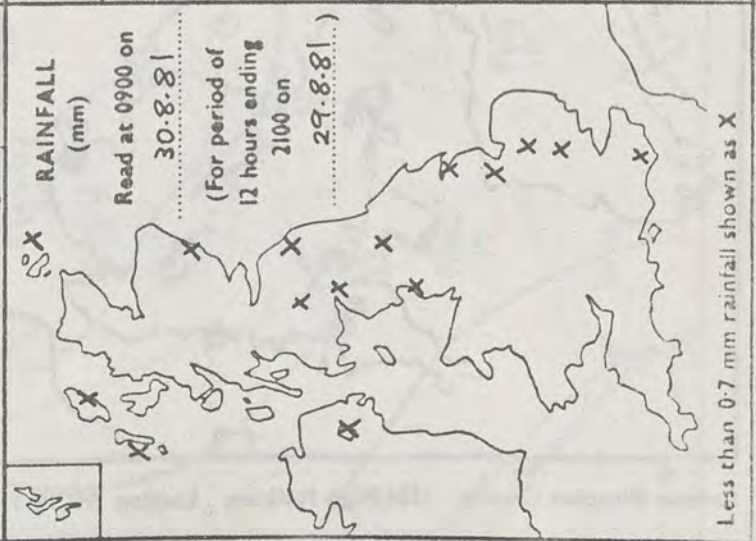 RAINFALL
(mm)
Read at 0900 on
30.8.81
(For period of
12 hours ending
2100 on
29.8.81 )
Less than 0.7 mm rainfall shown as X